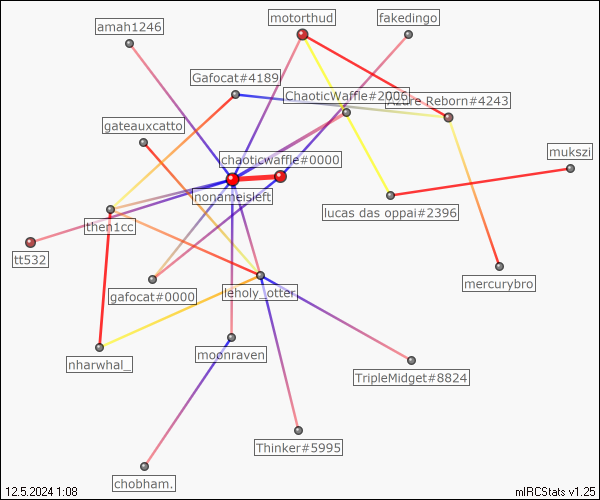 motorthud
fakedingo
amah1246
Gafocat#4189
ChaoticWaffle#2006
Azure Reborn#4243
gateauxcatto
chaoticwaffle#0000
mukszi
nonameisleft
lucas das oppai#2396
then1cc
tt532
mercurybro
gafocat#0000
leholy_otter
moonraven
nharwhal_
TripleMidget#8824
Thinker#5995
chobham.
12.5.2024 1:08
mIRCStats v1.25